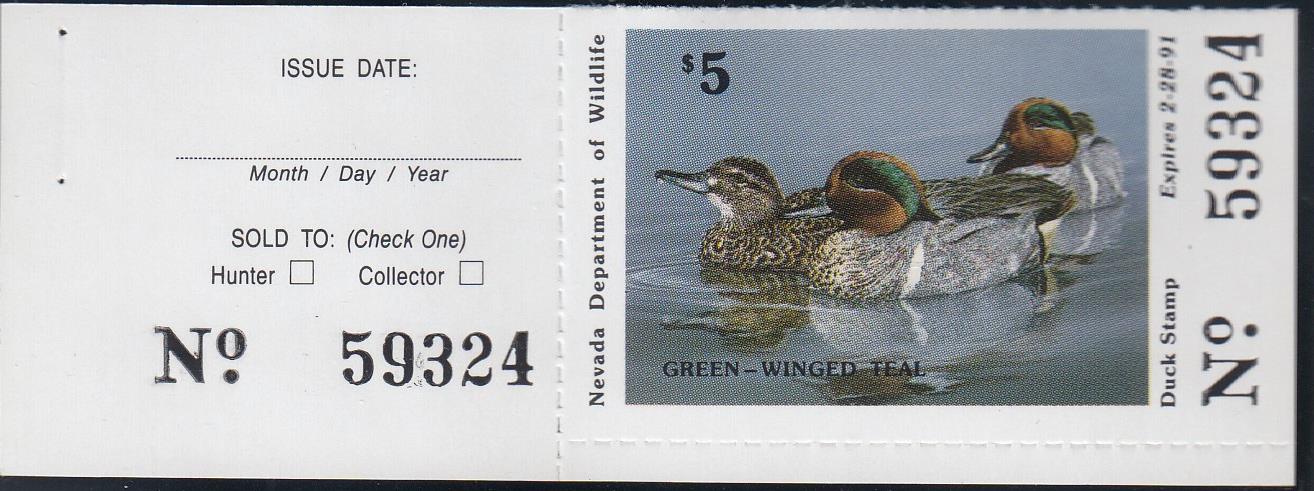 ISSUE DATE:
Month / Day / Year
SOLD TO: (Check One)
Hunter ☐ Collector ☐
Nº 59324
Nevada Department of Wildlife
$5
GREEN–WINGED TEAL
Duck Stamp Expires 2-28-91
Nº 59324